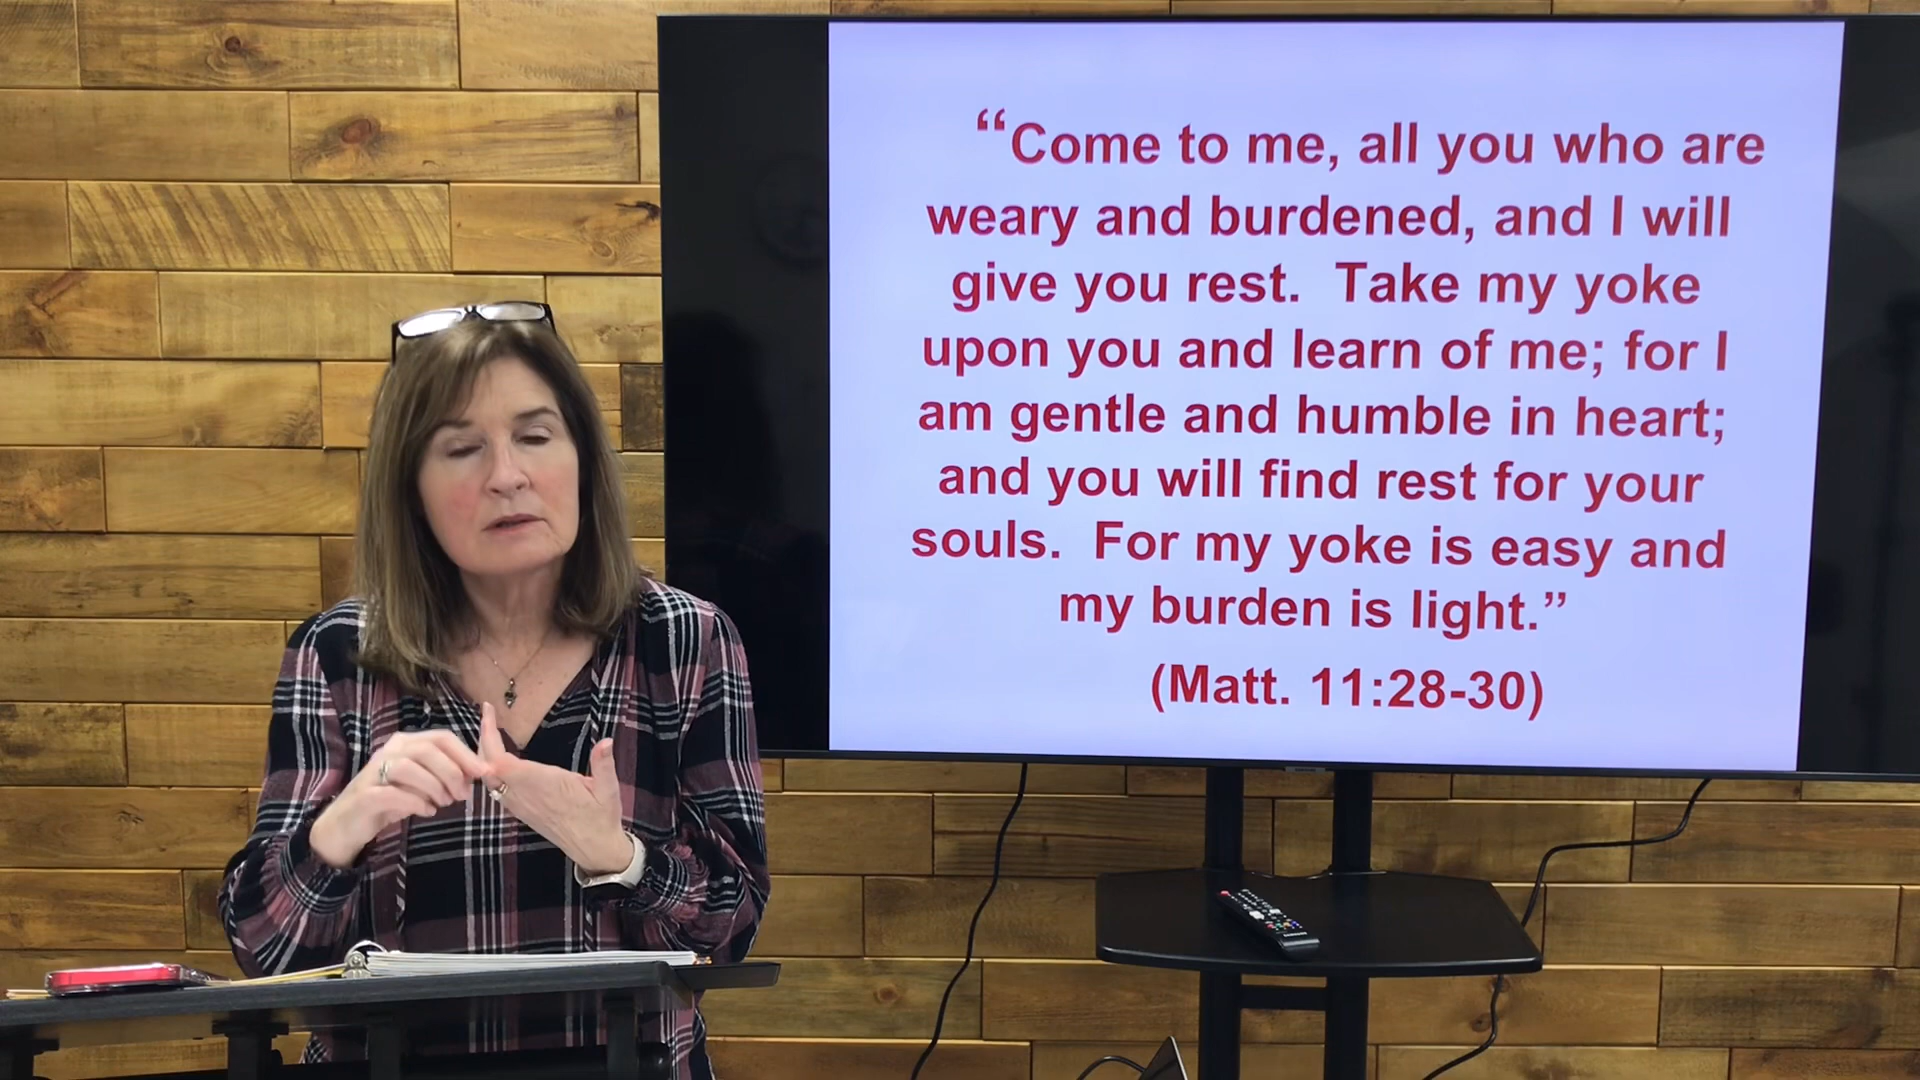 “Come to me, all you who are
weary and burdened, and I will
give you rest.  Take my yoke
upon you and learn of me; for I
am gentle and humble in heart;
and you will find rest for your
souls.  For my yoke is easy and
my burden is light.”
(Matt. 11:28-30)